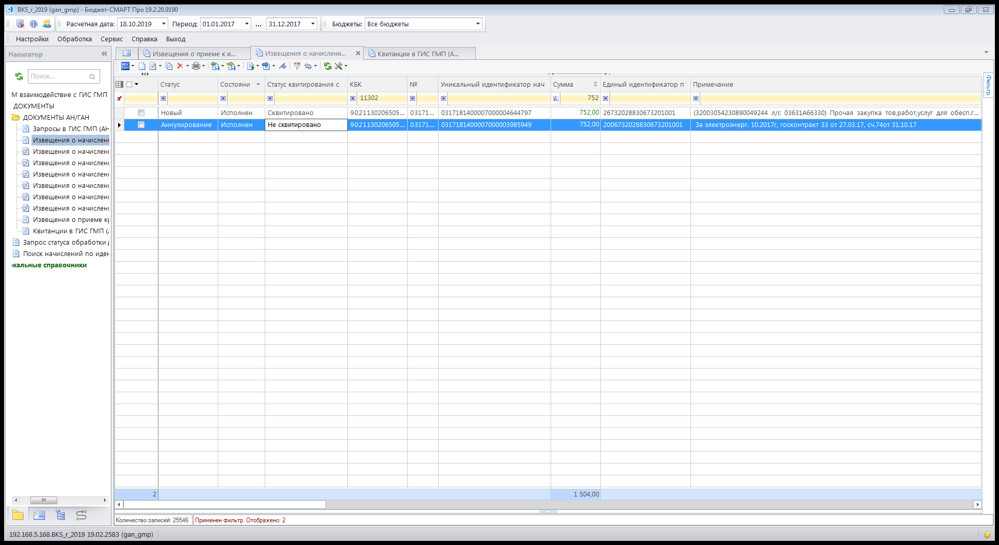 BKS_r_2019 (gan_gmp) - Бюджет-СМАРТ Про 19.2.20.9190
Расчетная дата: 18.10.2019 Период: 01.01.2017 ... 31.12.2017 Бюджеты: Все бюджеты
Настройки Обработка Сервис Справка Выход
Навигатор
Поиск...
М взаимодействие с ГИС ГМП
ДОКУМЕНТЫ
ДОКУМЕНТЫ АН/ГАН
Запросы в ГИС ГМП (АН
Извещения о начислени
Извещения о начислени
Извещения о начислени
Извещения о начислени
Извещения о начислени
Извещения о начислени
Извещения о начислени
Извещения о приеме к
Квитанции в ГИС ГМП (А
Запрос статуса обработки д
Поиск начислений по иден
окальные справочники
Извещения о приеме к и... Извещения о начислени... Квитанции в ГИС ГМП (А...
Статус Состояни Статус квитирования с КБК № Уникальный идентификатор нач Сумма Σ Единый идентификатор п Примечание
11302 752
Новый Исполнен Сквитировано 9021130206505... 03171... 0317181400007000004644797 752,00 26732028830673201001 (32003054230890049244 л/с 03631А66330) Прочая закупка тов,работ,услуг для обесп.г...
Аннулирование Исполнен Не сквитировано 9021130206505... 03171... 0317181400007000003985949 752,00 2006732028830673201001 За электроэнерг. 10.2017г, госконтракт 33 от 27.03.17, сч.74от 31.10.17
2 1 504,00
Фильтр
Количество записей: 25546 Применен фильтр. Отображено: 2
192.168.5.168.BKS_r_2019 19.02.2583 (gan_gmp)